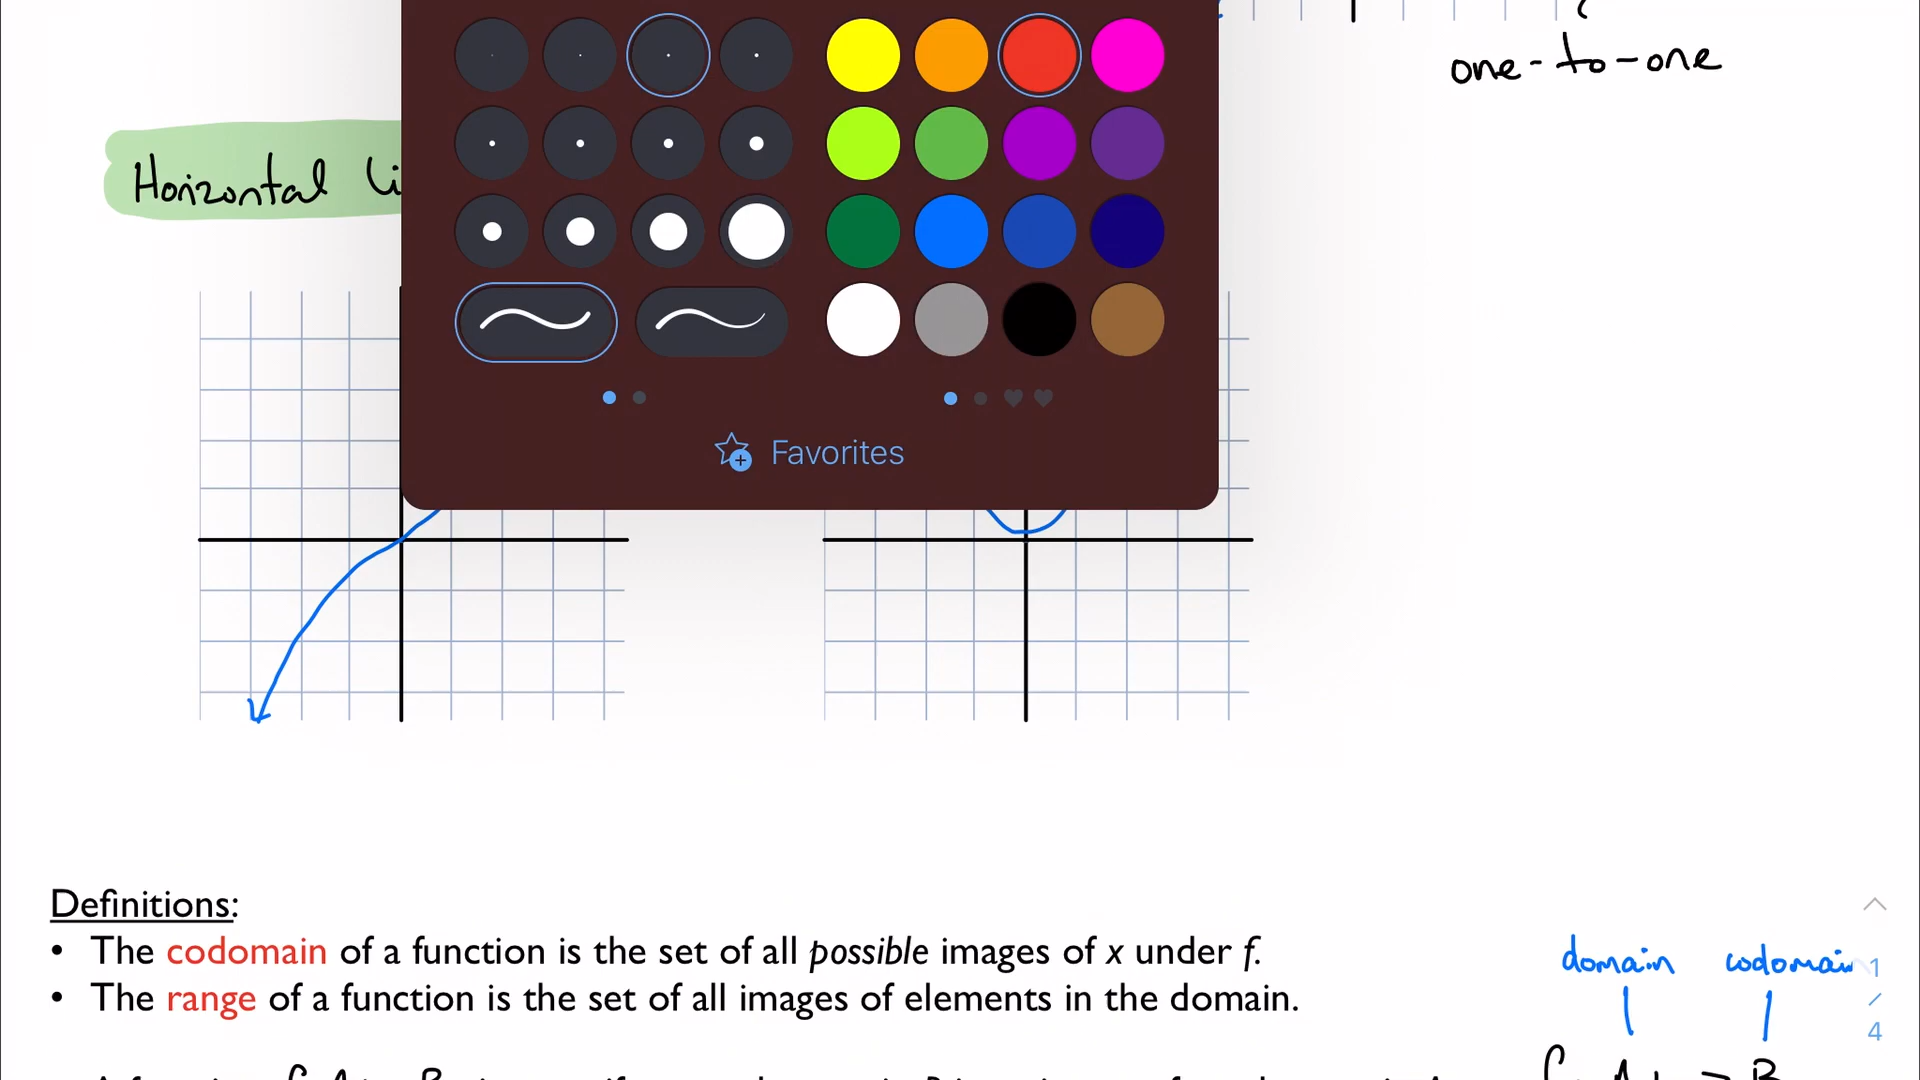 one-to-one
Horizontal Li
Favorites
Definitions:
• The codomain of a function is the set of all possible images of x under f.
• The range of a function is the set of all images of elements in the domain.
domain codomain
1
/
4